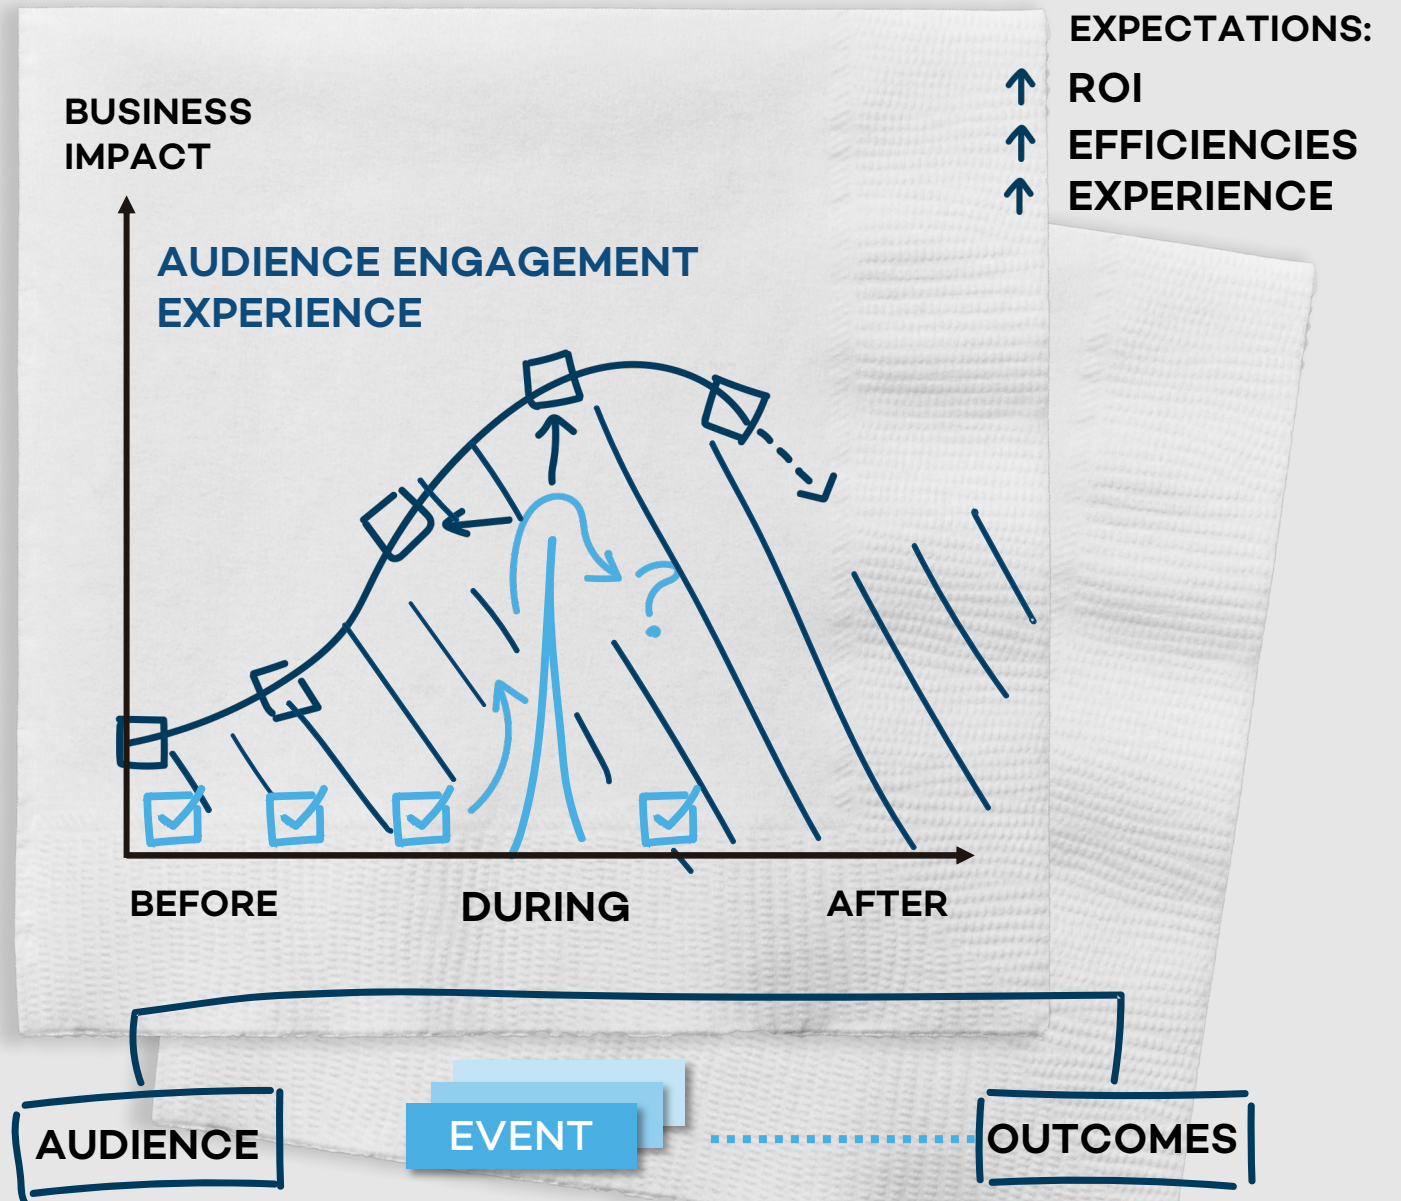 EXPECTATIONS:
↑ ROI
↑ EFFICIENCIES
↑ EXPERIENCE
BUSINESS
IMPACT
AUDIENCE ENGAGEMENT
EXPERIENCE
?
BEFORE
DURING
AFTER
AUDIENCE
EVENT
OUTCOMES